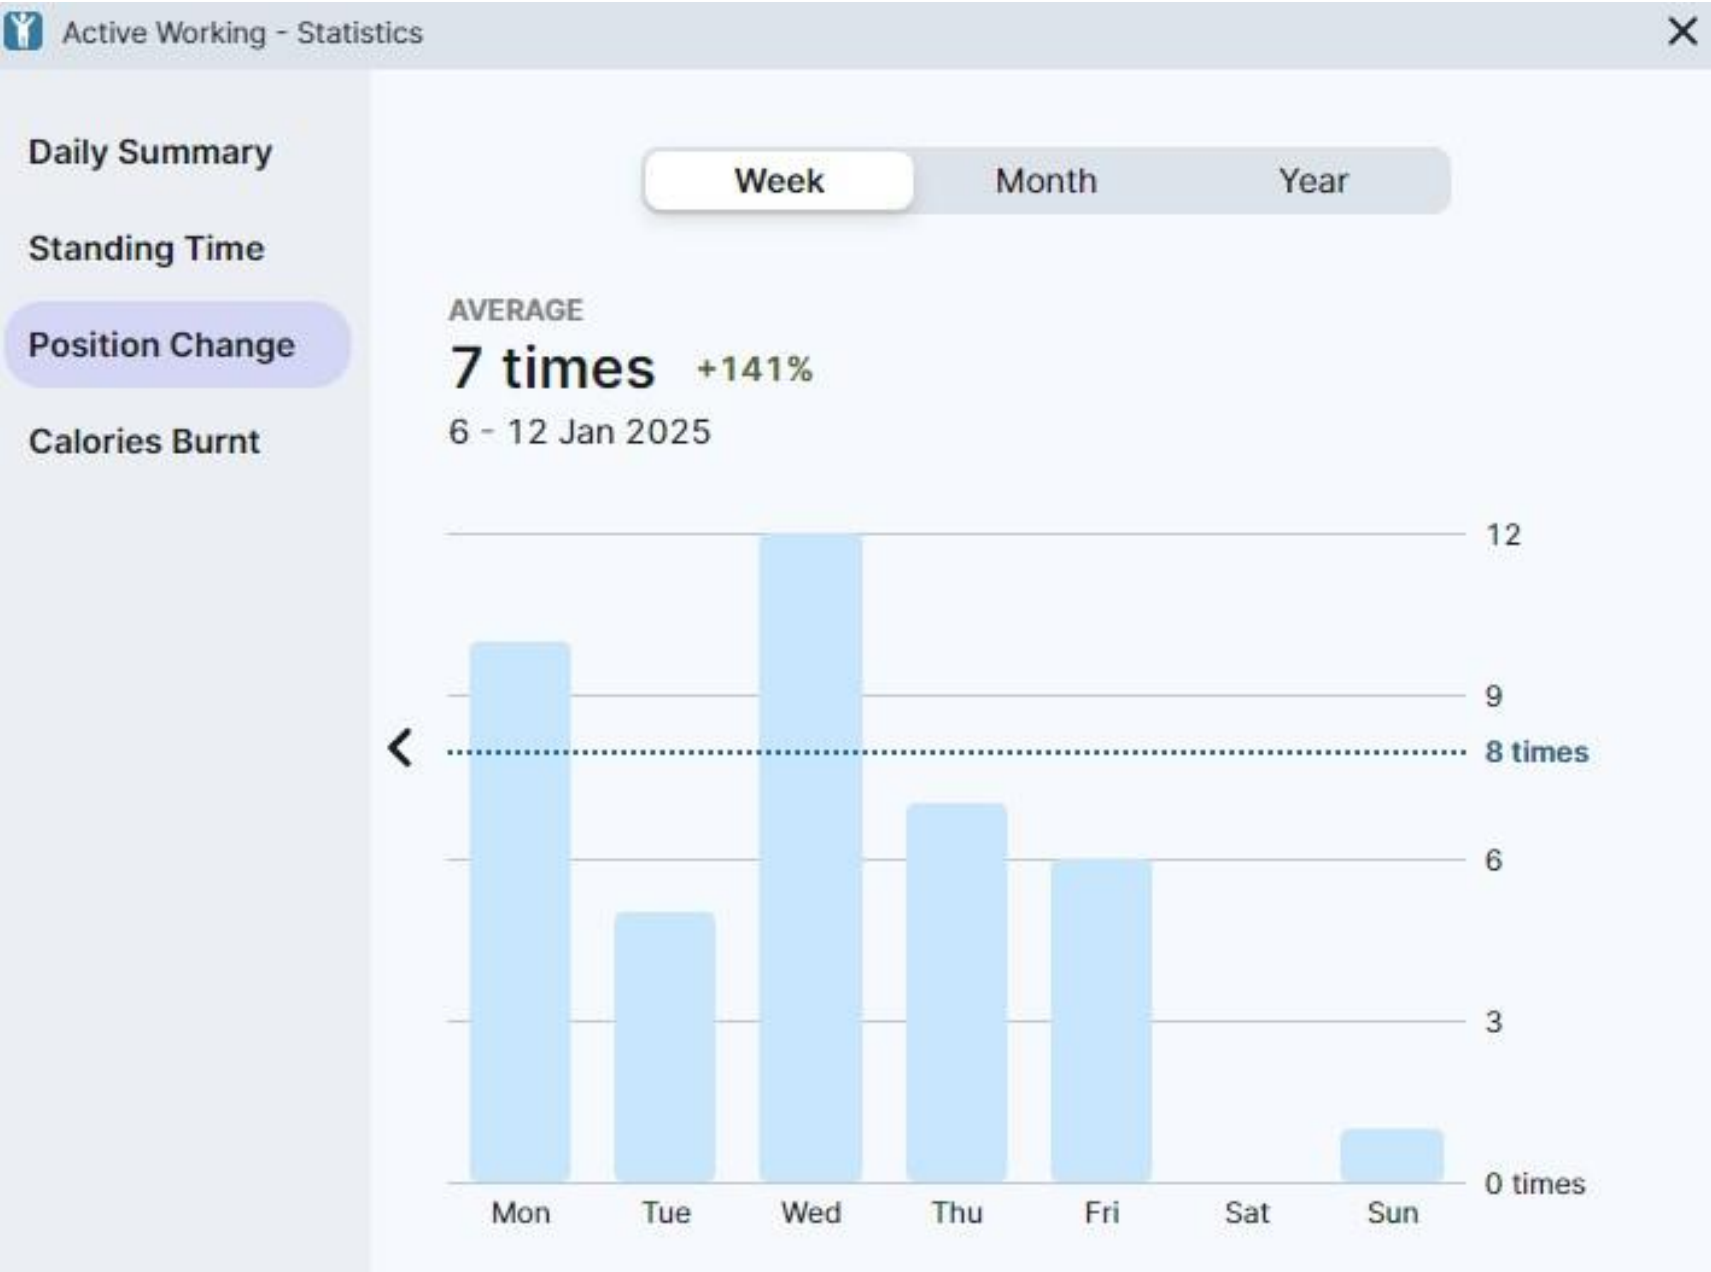 Active Working - Statistics
Daily Summary
Standing Time
Position Change
Calories Burnt
Week Month Year
AVERAGE
7 times +141%
6 - 12 Jan 2025
12
9
8 times
6
3
0 times
Mon Tue Wed Thu Fri Sat Sun